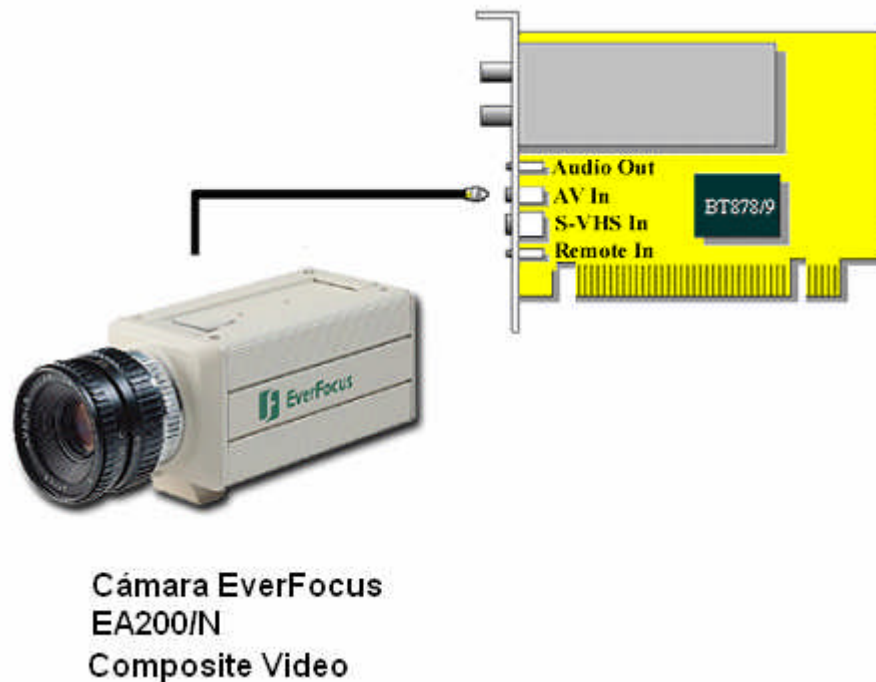 Audio Out
AV In
BT878/9
S-VHS In
Remote In
EverFocus
Cámara EverFocus
EA200/N
Composite Video